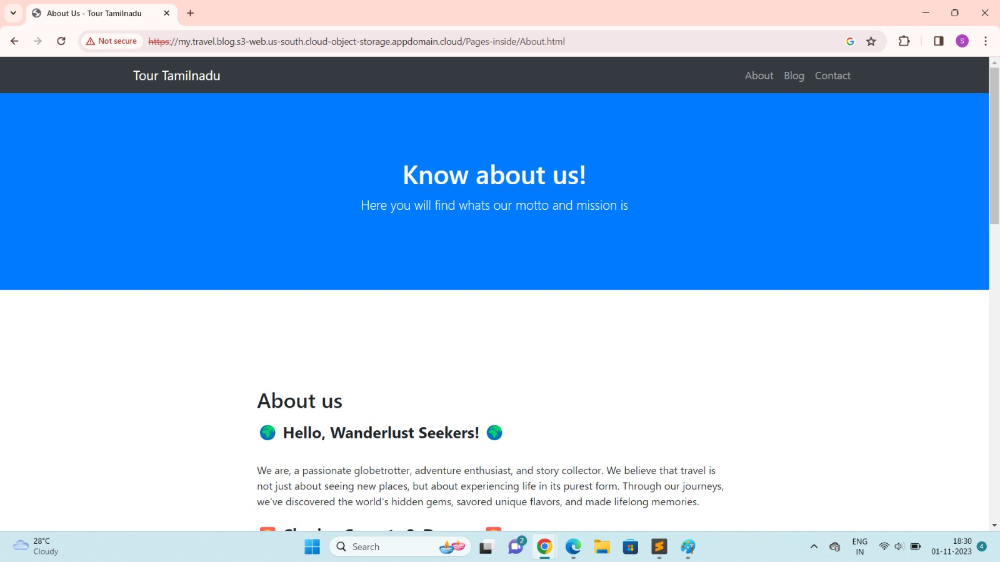 About Us - Tour Tamilnadu
Not secure https://my.travel.blog.s3-web.us-south.cloud-object-storage.appdomain.cloud/Pages-inside/About.html
S
Tour Tamilnadu About Blog Contact
Know about us!
Here you will find whats our motto and mission is
About us
Hello, Wanderlust Seekers!
We are, a passionate globetrotter, adventure enthusiast, and story collector. We believe that travel is
not just about seeing new places, but about experiencing life in its purest form. Through our journeys,
we've discovered the world's hidden gems, savored unique flavors, and made lifelong memories.
28°C
Cloudy
Search
2
ENG
IN
18:30
01-11-2023
4